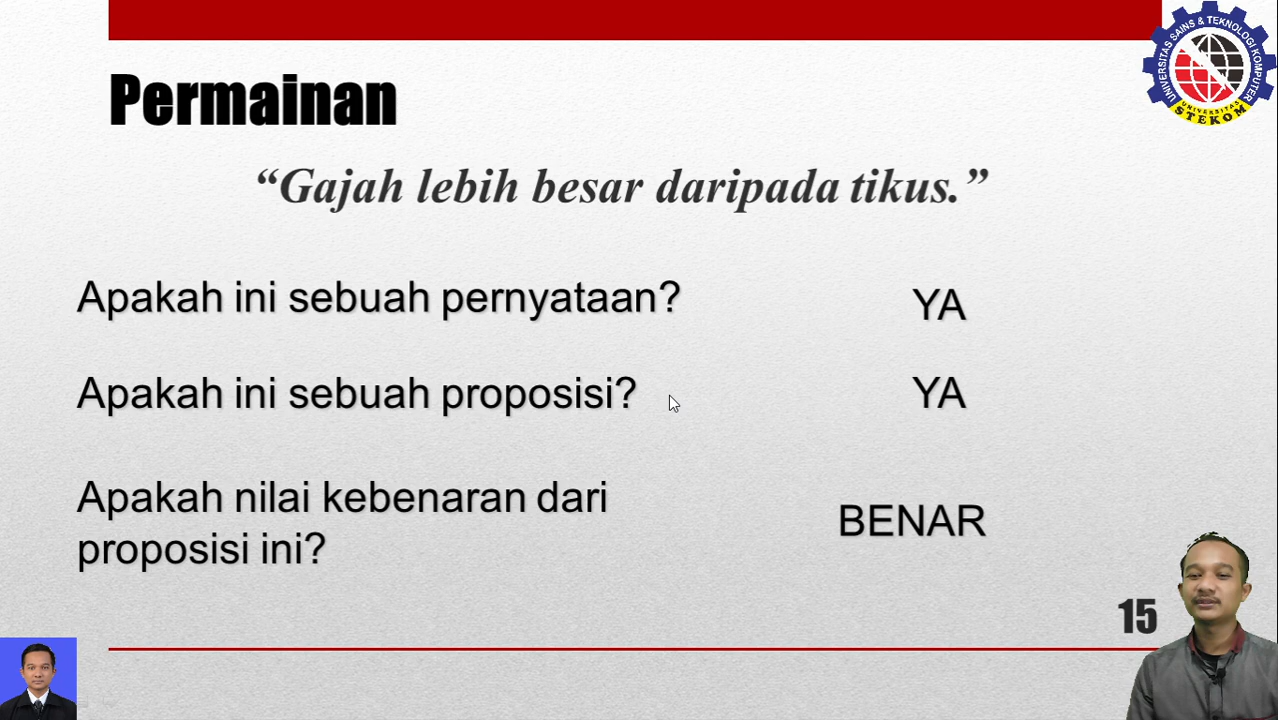 UNIVERSITAS SAINS & TEKNOLOGI KOMPUTER
UNIVERSITAS
STEKOM
Permainan
“Gajah lebih besar daripada tikus.”
Apakah ini sebuah pernyataan? YA
Apakah ini sebuah proposisi? YA
Apakah nilai kebenaran dari
proposisi ini? BENAR
15